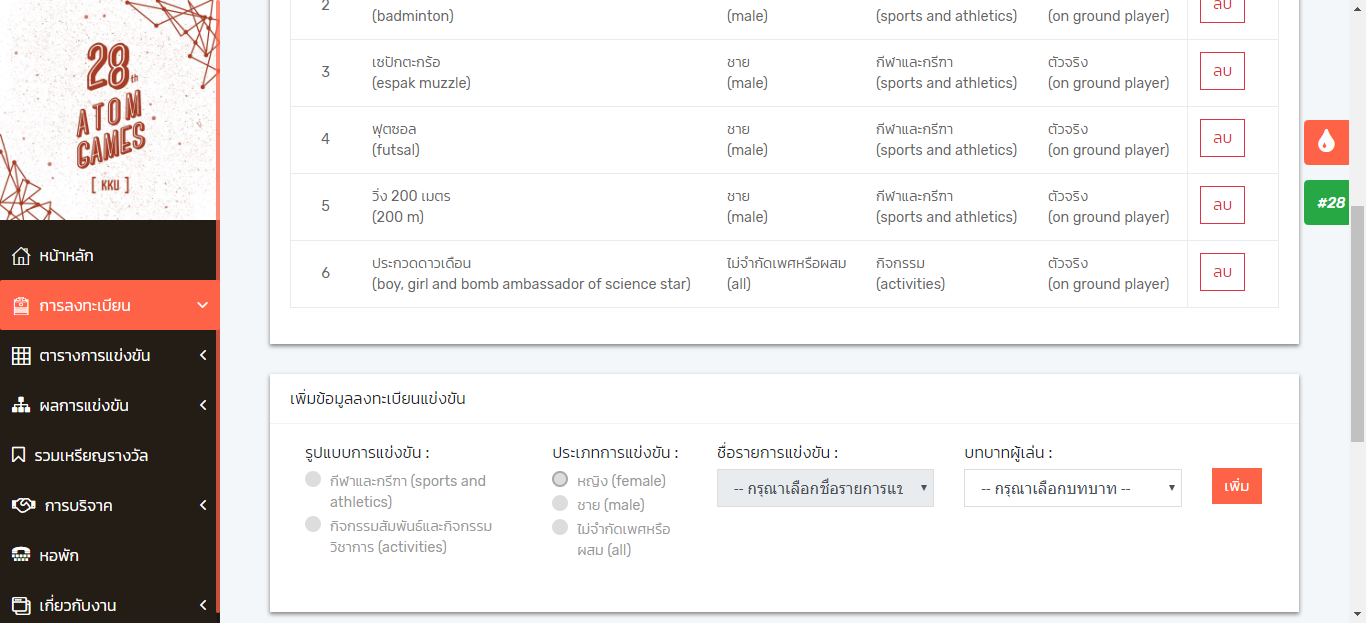 28th
ATOM
GAMES
[ KKU ]
หน้าหลัก
การลงทะเบียน
ตารางการแข่งขัน
ผลการแข่งขัน
รวมเหรียญรางวัล
การบริจาค
หอพัก
เกี่ยวกับงาน
2 (badminton) (male) (sports and athletics) (on ground player) ลบ
เซปักตะกร้อ ชาย กีฬาและกรีฑา ตัวจริง
3 (espak muzzle) (male) (sports and athletics) (on ground player) ลบ
ฟุตซอล ชาย กีฬาและกรีฑา ตัวจริง
4 (futsal) (male) (sports and athletics) (on ground player) ลบ
วิ่ง 200 เมตร ชาย กีฬาและกรีฑา ตัวจริง
5 (200 m) (male) (sports and athletics) (on ground player) ลบ
ประกวดดาวเดือน ไม่จำกัดเพศหรือผสม กิจกรรม ตัวจริง
6 (boy, girl and bomb ambassador of science star) (all) (activities) (on ground player) ลบ
#28
เพิ่มข้อมูลลงทะเบียนแข่งขัน
รูปแบบการแข่งขัน :
กีฬาและกรีฑา (sports and
athletics)
กิจกรรมสัมพันธ์และกิจกรรม
วิชาการ (activities)
ประเภทการแข่งขัน :
หญิง (female)
ชาย (male)
ไม่จำกัดเพศหรือ
ผสม (all)
ชื่อรายการแข่งขัน :
-- กรุณาเลือกชื่อรายการแข
บทบาทผู้เล่น :
-- กรุณาเลือกบทบาท --
เพิ่ม